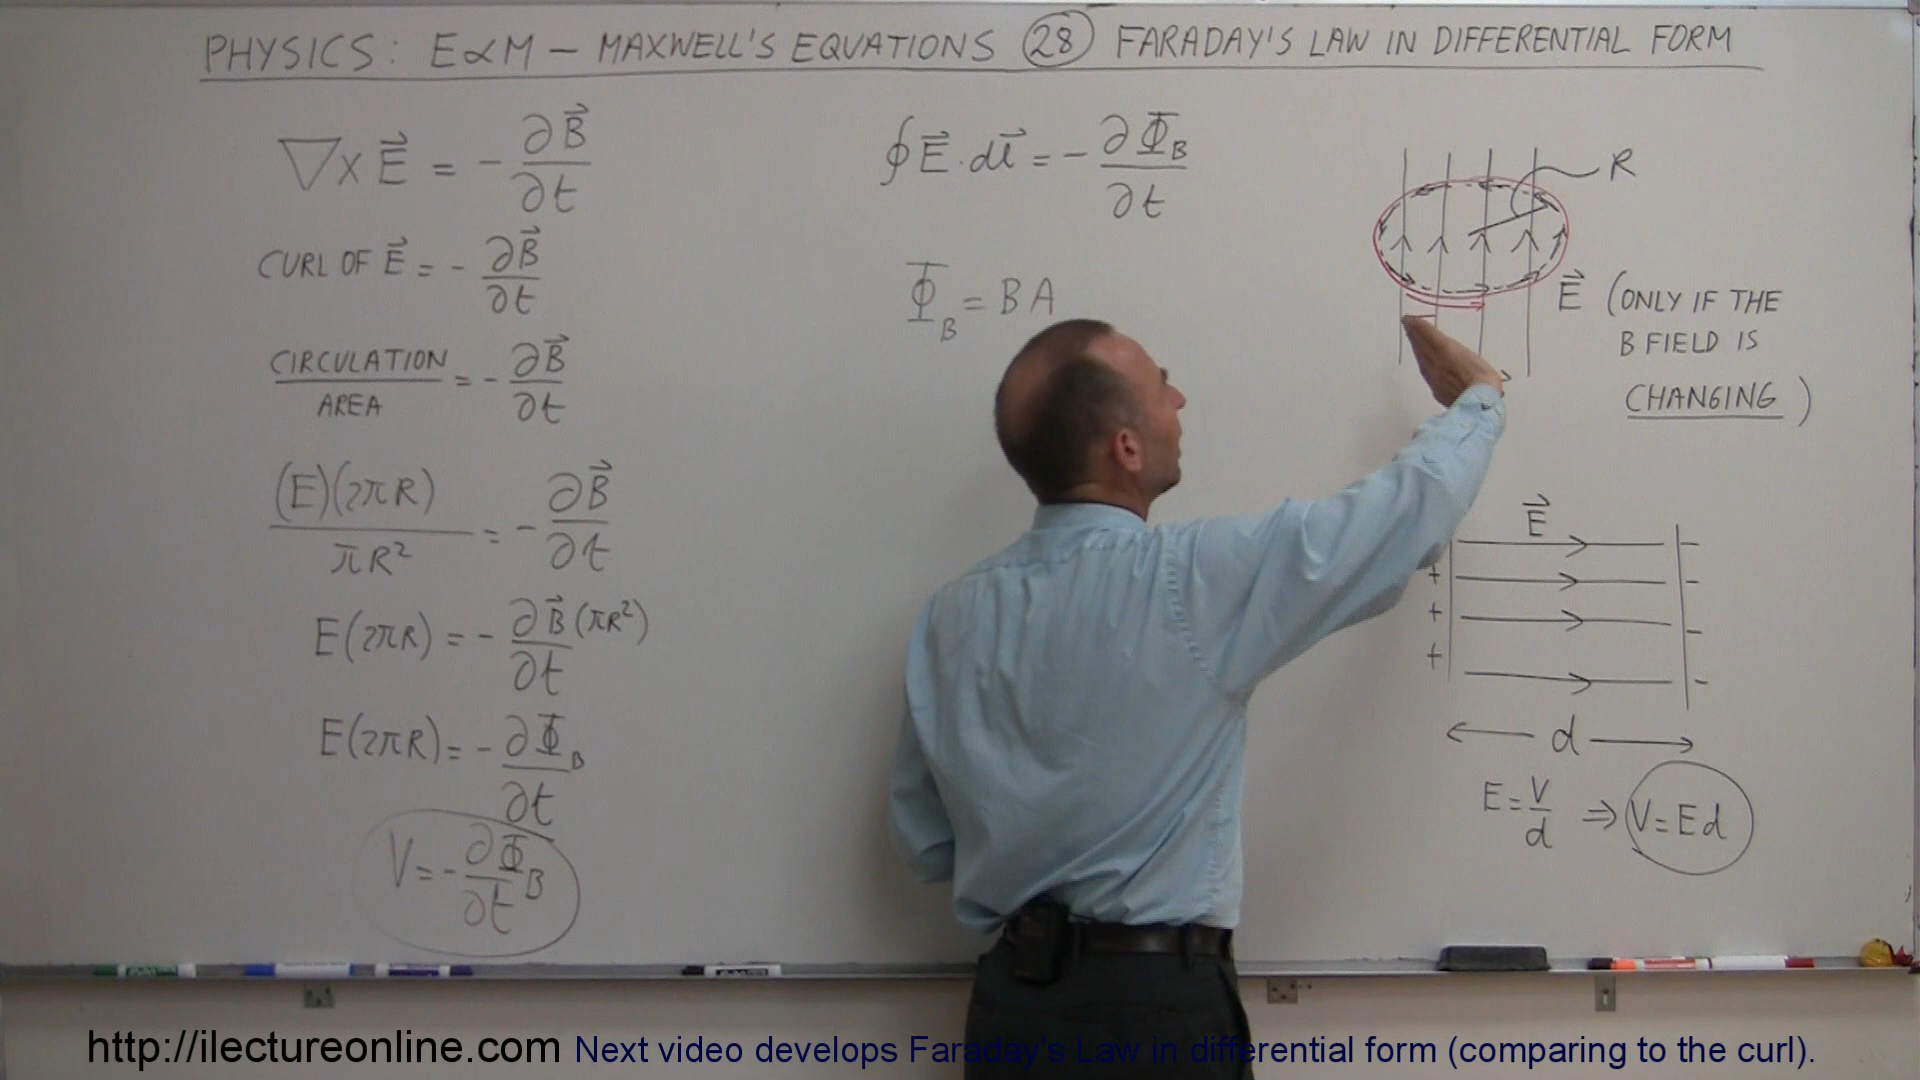 PHYSICS: E&M – MAXWELL'S EQUATIONS 28 FARADAY'S LAW IN DIFFERENTIAL FORM
∇ x E⃗ = - ∂B⃗/∂t
CURL OF E⃗ = - ∂B⃗/∂t
CIRCULATION/AREA = - ∂B⃗/∂t
(E)(2πR)/πR² = - ∂B⃗/∂t
E(2πR) = - ∂B⃗(πR²)/∂t
E(2πR) = - ∂Φ_B/∂t
V = - ∂Φ_B/∂t
∮E⃗·dl⃗ = - ∂Φ_B/∂t
Φ_B = BA
R
E⃗ (ONLY IF THE
B FIELD IS
CHANGING)
E⃗
-
+ -
+ -
+ -
d
E = V/d ⇒ V = Ed
http://ilectureonline.com Next video develops Faraday's Law in differential form (comparing to the curl).